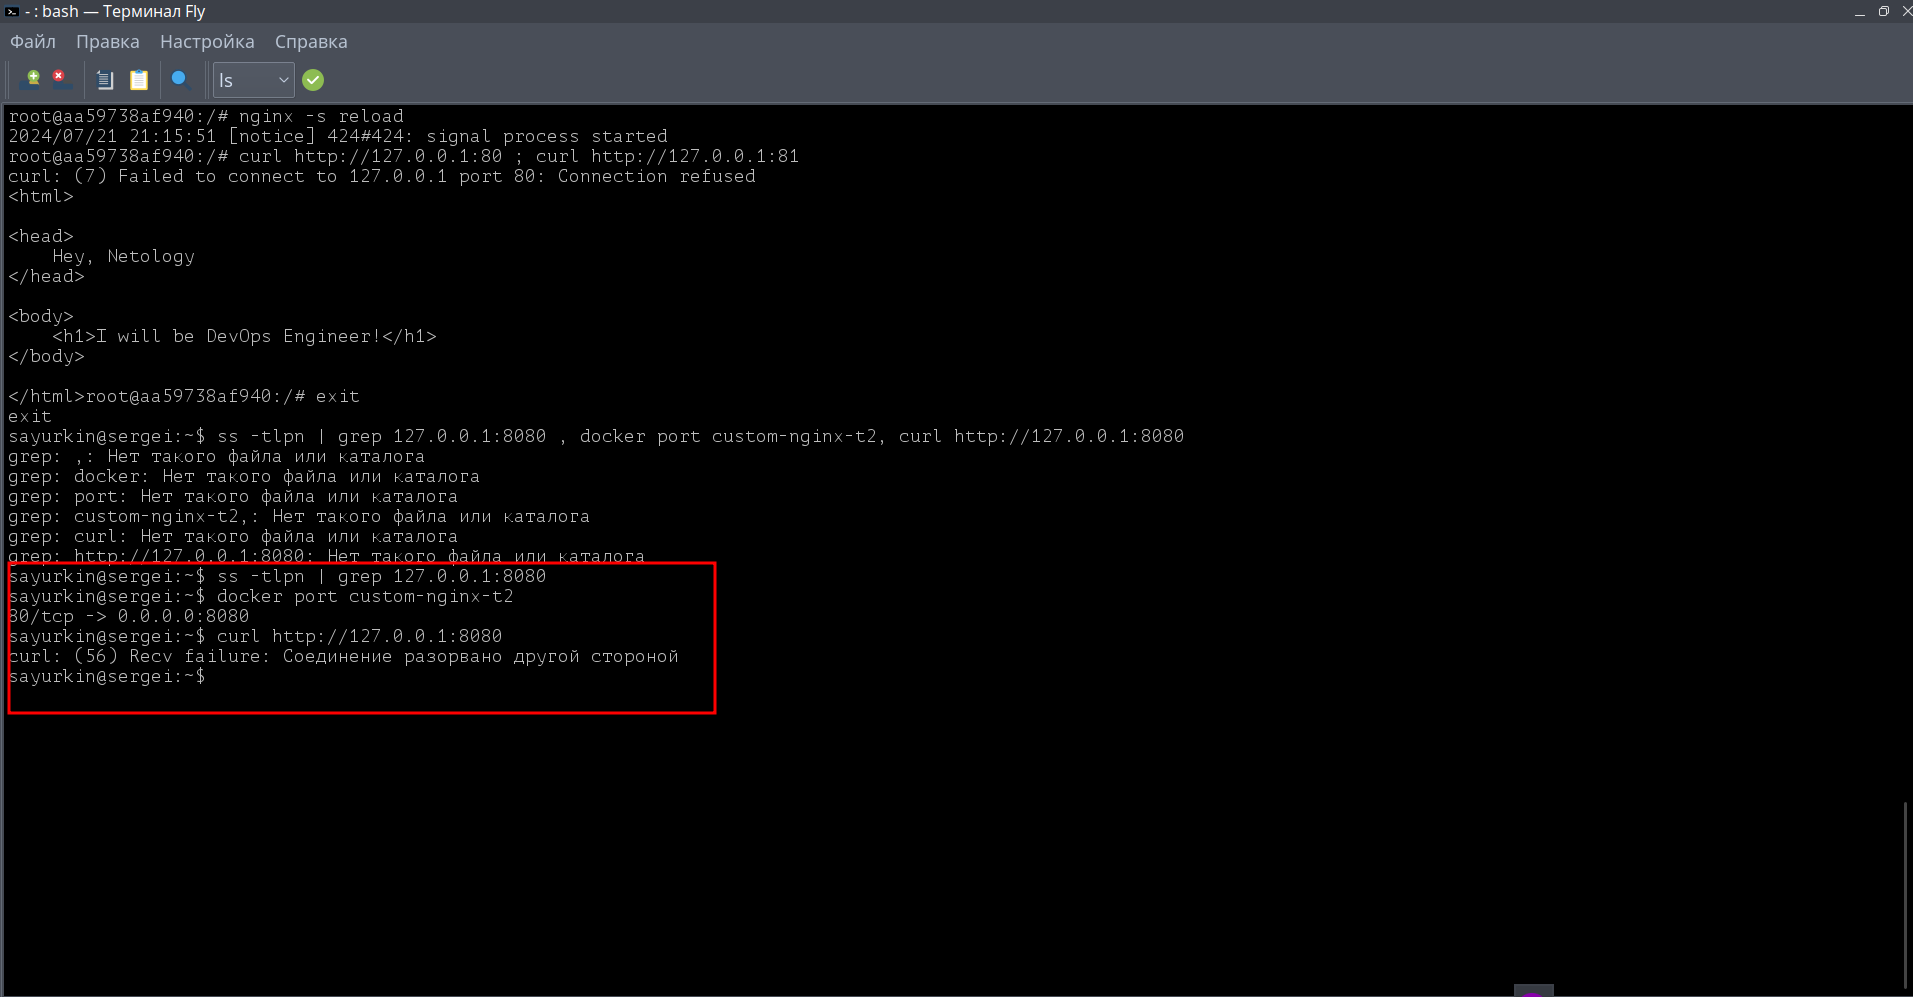 - : bash — Терминал Fly
Файл Правка Настройка Справка
ls
root@aa59738af940:/# nginx -s reload
2024/07/21 21:15:51 [notice] 424#424: signal process started
root@aa59738af940:/# curl http://127.0.0.1:80 ; curl http://127.0.0.1:81
curl: (7) Failed to connect to 127.0.0.1 port 80: Connection refused
<html>
<head>
    Hey, Netology
</head>
<body>
    <h1>I will be DevOps Engineer!</h1>
</body>
</html>root@aa59738af940:/# exit
exit
sayurkin@sergei:~$ ss -tlpn | grep 127.0.0.1:8080 , docker port custom-nginx-t2, curl http://127.0.0.1:8080
grep: ,: Нет такого файла или каталога
grep: docker: Нет такого файла или каталога
grep: port: Нет такого файла или каталога
grep: custom-nginx-t2,: Нет такого файла или каталога
grep: curl: Нет такого файла или каталога
grep: http://127.0.0.1:8080: Нет такого файла или каталога
sayurkin@sergei:~$ ss -tlpn | grep 127.0.0.1:8080
sayurkin@sergei:~$ docker port custom-nginx-t2
80/tcp -> 0.0.0.0:8080
sayurkin@sergei:~$ curl http://127.0.0.1:8080
curl: (56) Recv failure: Соединение разорвано другой стороной
sayurkin@sergei:~$